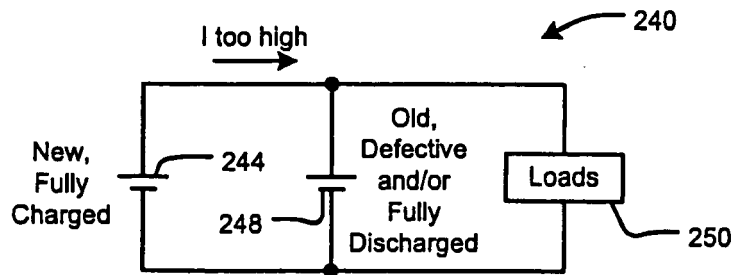 I too high
240
New,
Fully
Charged
244
248
Old,
Defective
and/or
Fully
Discharged
Loads
250